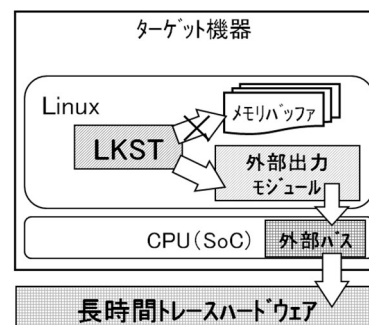 ターゲット機器
Linux
メモリバッファ
LKST
外部出力
モジュール
CPU(SoC)
外部バス
長時間トレースハードウェア